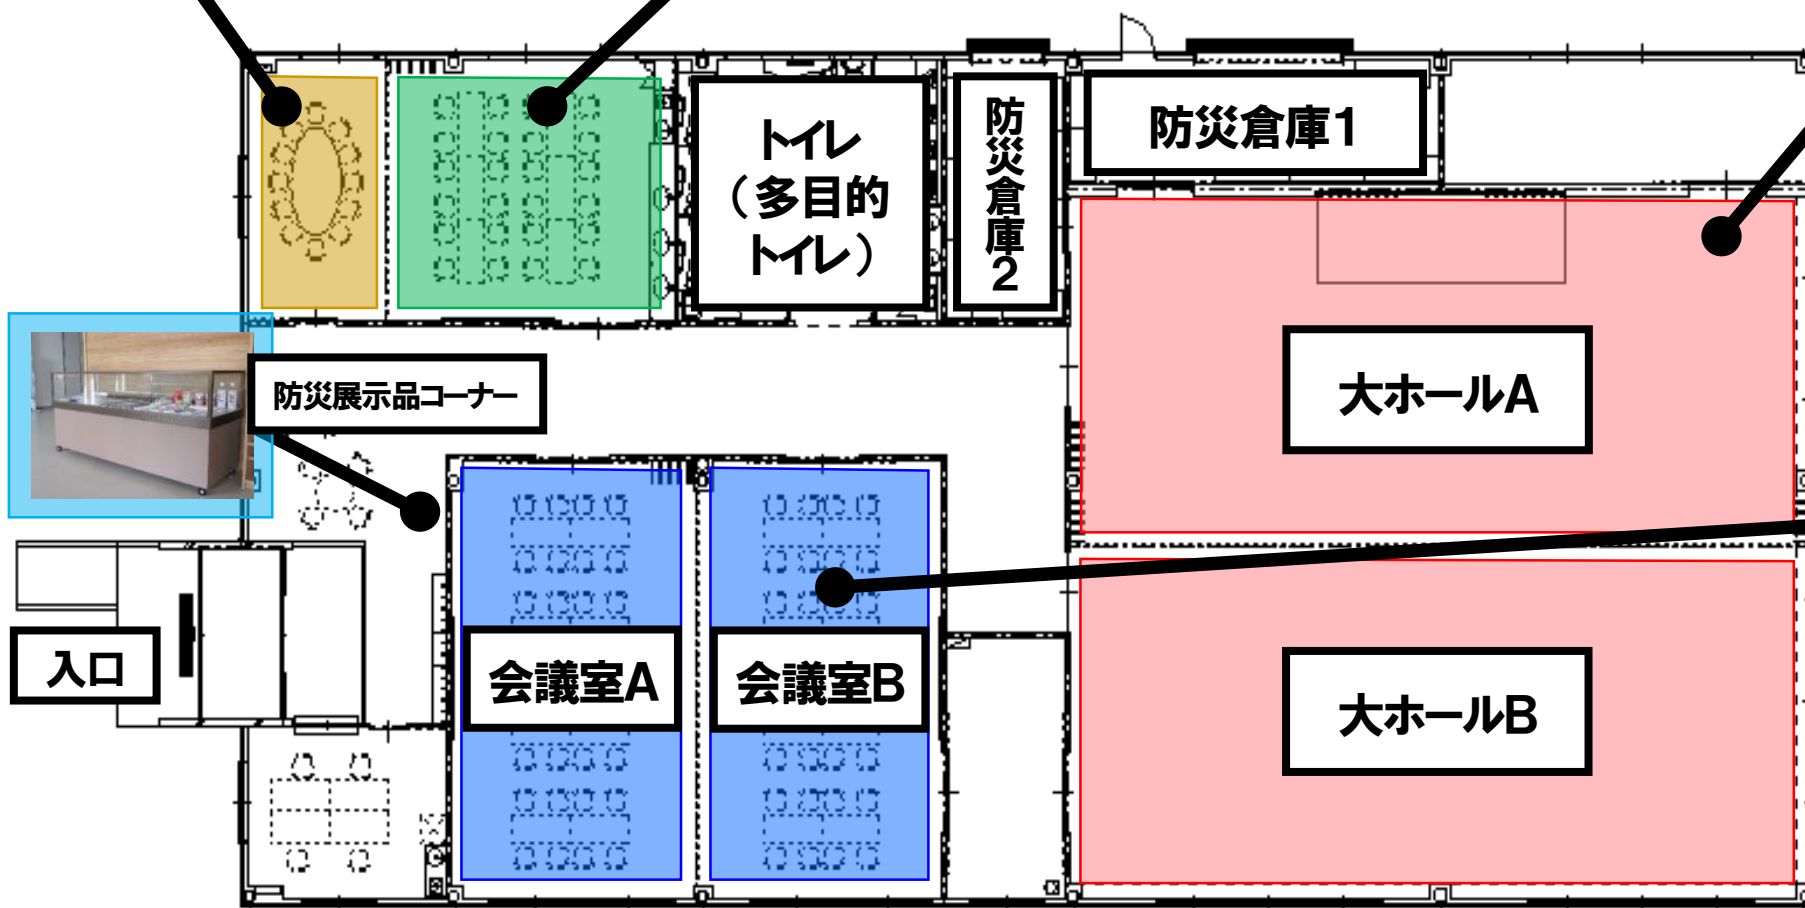 トイレ
（多目的
トイレ）
防災倉庫2
防災倉庫1
防災展示品コーナー
大ホールA
入口
会議室A
会議室B
大ホールB